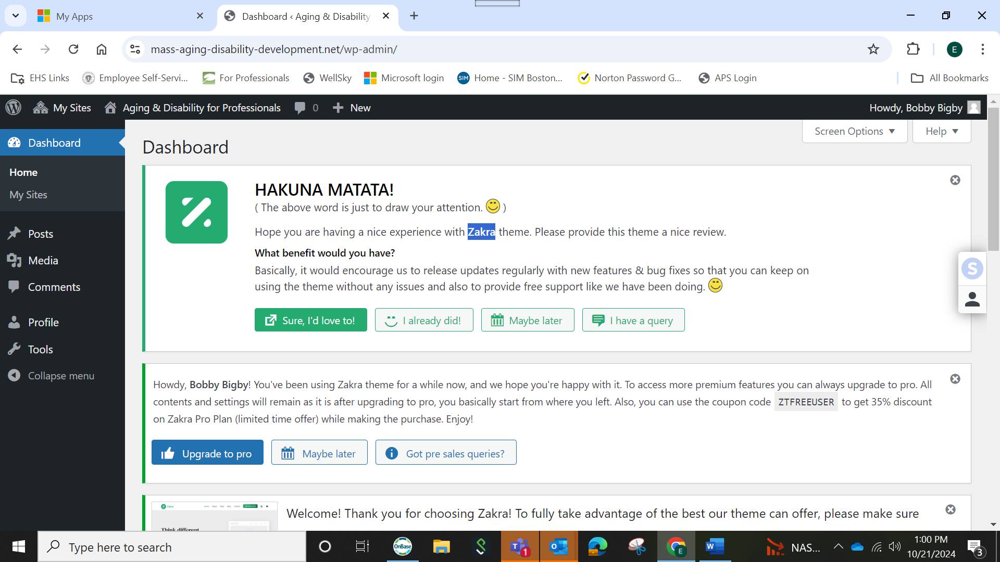 My Apps
Dashboard ‹ Aging & Disability
mass-aging-disability-development.net/wp-admin/
E
EHS Links
Employee Self-Servi...
For Professionals
WellSky
Microsoft login
SIM
Home - SIM Boston...
Norton Password G...
APS Login
All Bookmarks
My Sites
Aging & Disability for Professionals
0
New
Howdy, Bobby Bigby
Screen Options
Help
Dashboard
Home
My Sites
Posts
Media
Comments
Profile
Tools
Collapse menu
Dashboard
HAKUNA MATATA!
( The above word is just to draw your attention. 😊 )
Hope you are having a nice experience with Zakra theme. Please provide this theme a nice review.
What benefit would you have?
Basically, it would encourage us to release updates regularly with new features & bug fixes so that you can keep on
using the theme without any issues and also to provide free support like we have been doing. 😊
Sure, I'd love to!
I already did!
Maybe later
I have a query
S
Howdy, Bobby Bigby! You've been using Zakra theme for a while now, and we hope you're happy with it. To access more premium features you can always upgrade to pro. All
contents and settings will remain as it is after upgrading to pro, you basically start from where you left. Also, you can use the coupon code ZTFREEUSER to get 35% discount
on Zakra Pro Plan (limited time offer) while making the purchase. Enjoy!
Upgrade to pro
Maybe later
Got pre sales queries?
Zakra
Think different
Welcome! Thank you for choosing Zakra! To fully take advantage of the best our theme can offer, please make sure
Type here to search
OnBase
T
1
O
E
W
NAS...
1:00 PM
10/21/2024
3